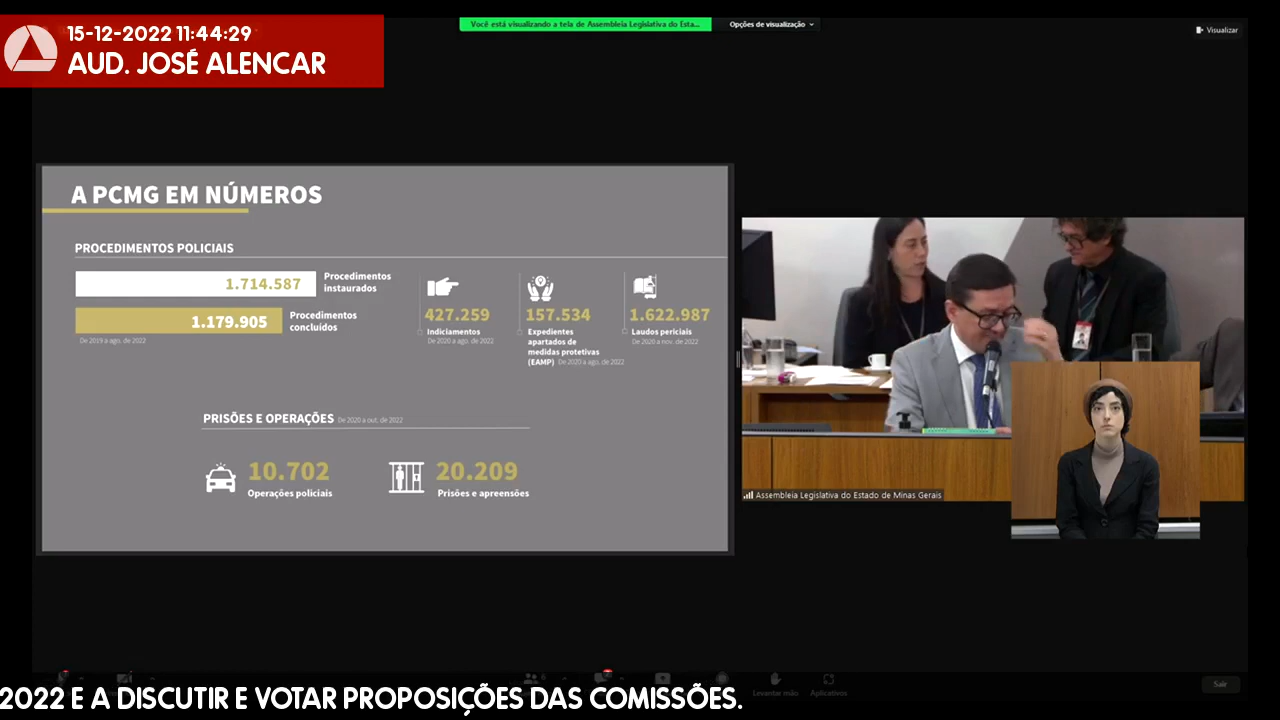 15-12-2022 11:44:29
AUD. JOSÉ ALENCAR
Você está visualizando a tela de Assembleia Legislativa do Esta...
Opções de visualização
Visualizar
A PCMG EM NÚMEROS
PROCEDIMENTOS POLICIAIS
1.714.587
Procedimentos
instaurados
1.179.905
Procedimentos
concluídos
De 2019 a ago. de 2022
427.259
Indiciamentos
De 2020 a ago. de 2022
157.534
Expedientes
apartados de
medidas protetivas
(EAMP) De 2020 a ago. de 2022
1.622.987
Laudos periciais
De 2020 a nov. de 2022
PRISÕES E OPERAÇÕES De 2020 a out. de 2022
10.702
Operações policiais
20.209
Prisões e apreensões
Assembleia Legislativa do Estado de Minas Gerais
Levantar mão
Aplicativos
Sair
2022 E A DISCUTIR E VOTAR PROPOSIÇÕES DAS COMISSÕES.